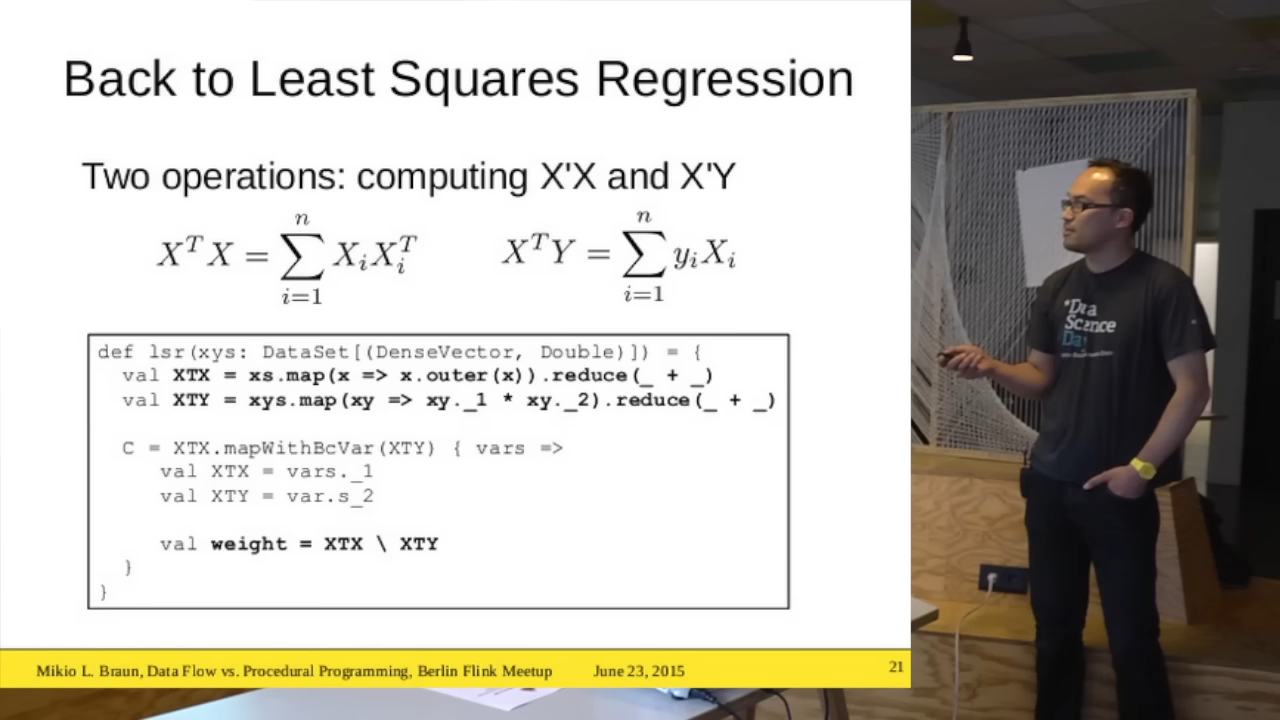 Back to Least Squares Regression
Two operations: computing X'X and X'Y
X^T X = \sum_{i=1}^{n} X_i X_i^T
X^T Y = \sum_{i=1}^{n} y_i X_i
def lsr(xys: DataSet[(DenseVector, Double)]) = {
val XTX = xs.map(x => x.outer(x)).reduce(_ + _)
val XTY = xys.map(xy => xy._1 * xy._2).reduce(_ + _)
C = XTX.mapWithBcVar(XTY) { vars =>
val XTX = vars._1
val XTY = var.s_2
val weight = XTX \ XTY
}
}
Mikio L. Braun, Data Flow vs. Procedural Programming, Berlin Flink Meetup June 23, 2015 21
Data
Science
Day